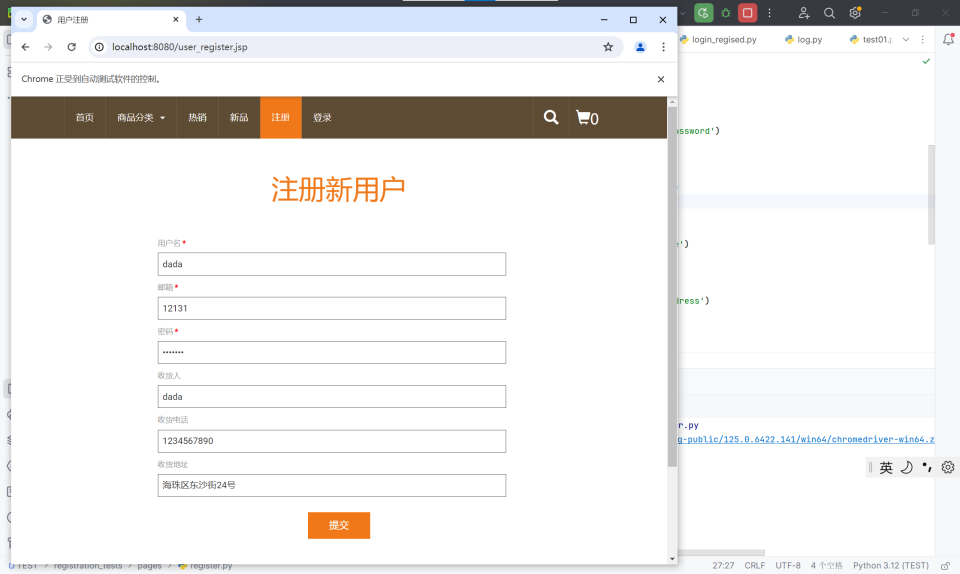 用户注册
localhost:8080/user_register.jsp
Chrome 正受到自动测试软件的控制。
首页 商品分类 热销 新品 注册 登录 0
注册新用户
用户名 *
dada
邮箱 *
12131
密码 *
•••••••
收货人
dada
收货电话
1234567890
收货地址
海珠区东沙街24号
提交
login_regised.py log.py test01.
assword')
e')
dress')
r.py
g-public/125.0.6422.141/win64/chromedriver-win64.z
英
TEST > registration_tests > pages > register.py
27:27 CRLF UTF-8 4 个空格 Python 3.12 (TEST)